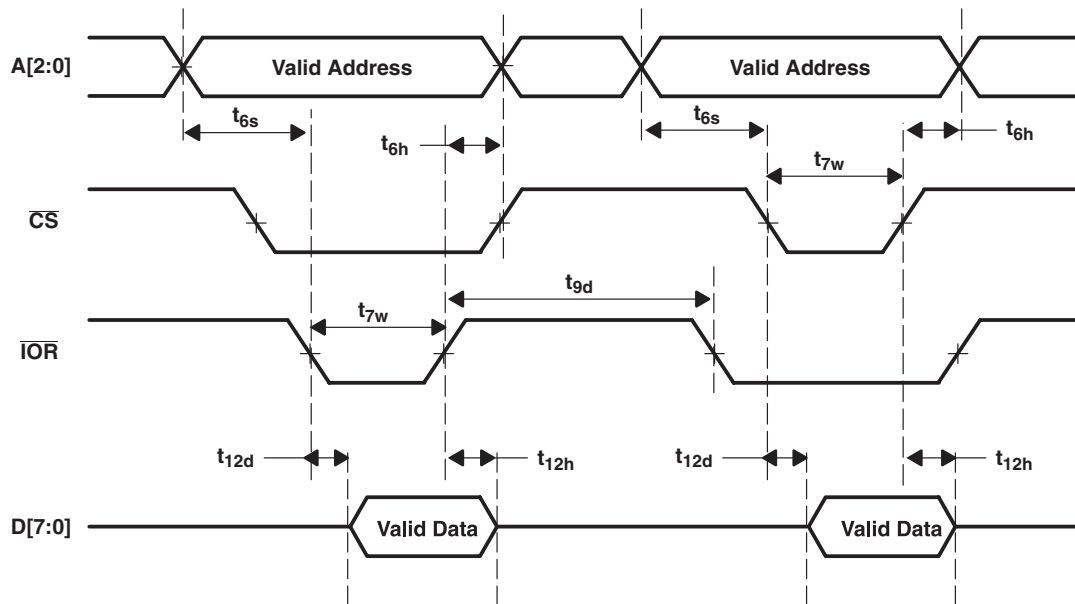 A[2:0]
Valid Address
Valid Address
t6s
t6h
t6s
t6h
t7w
CS
t9d
t7w
IOR
t12d
t12h
t12d
t12h
D[7:0]
Valid Data
Valid Data